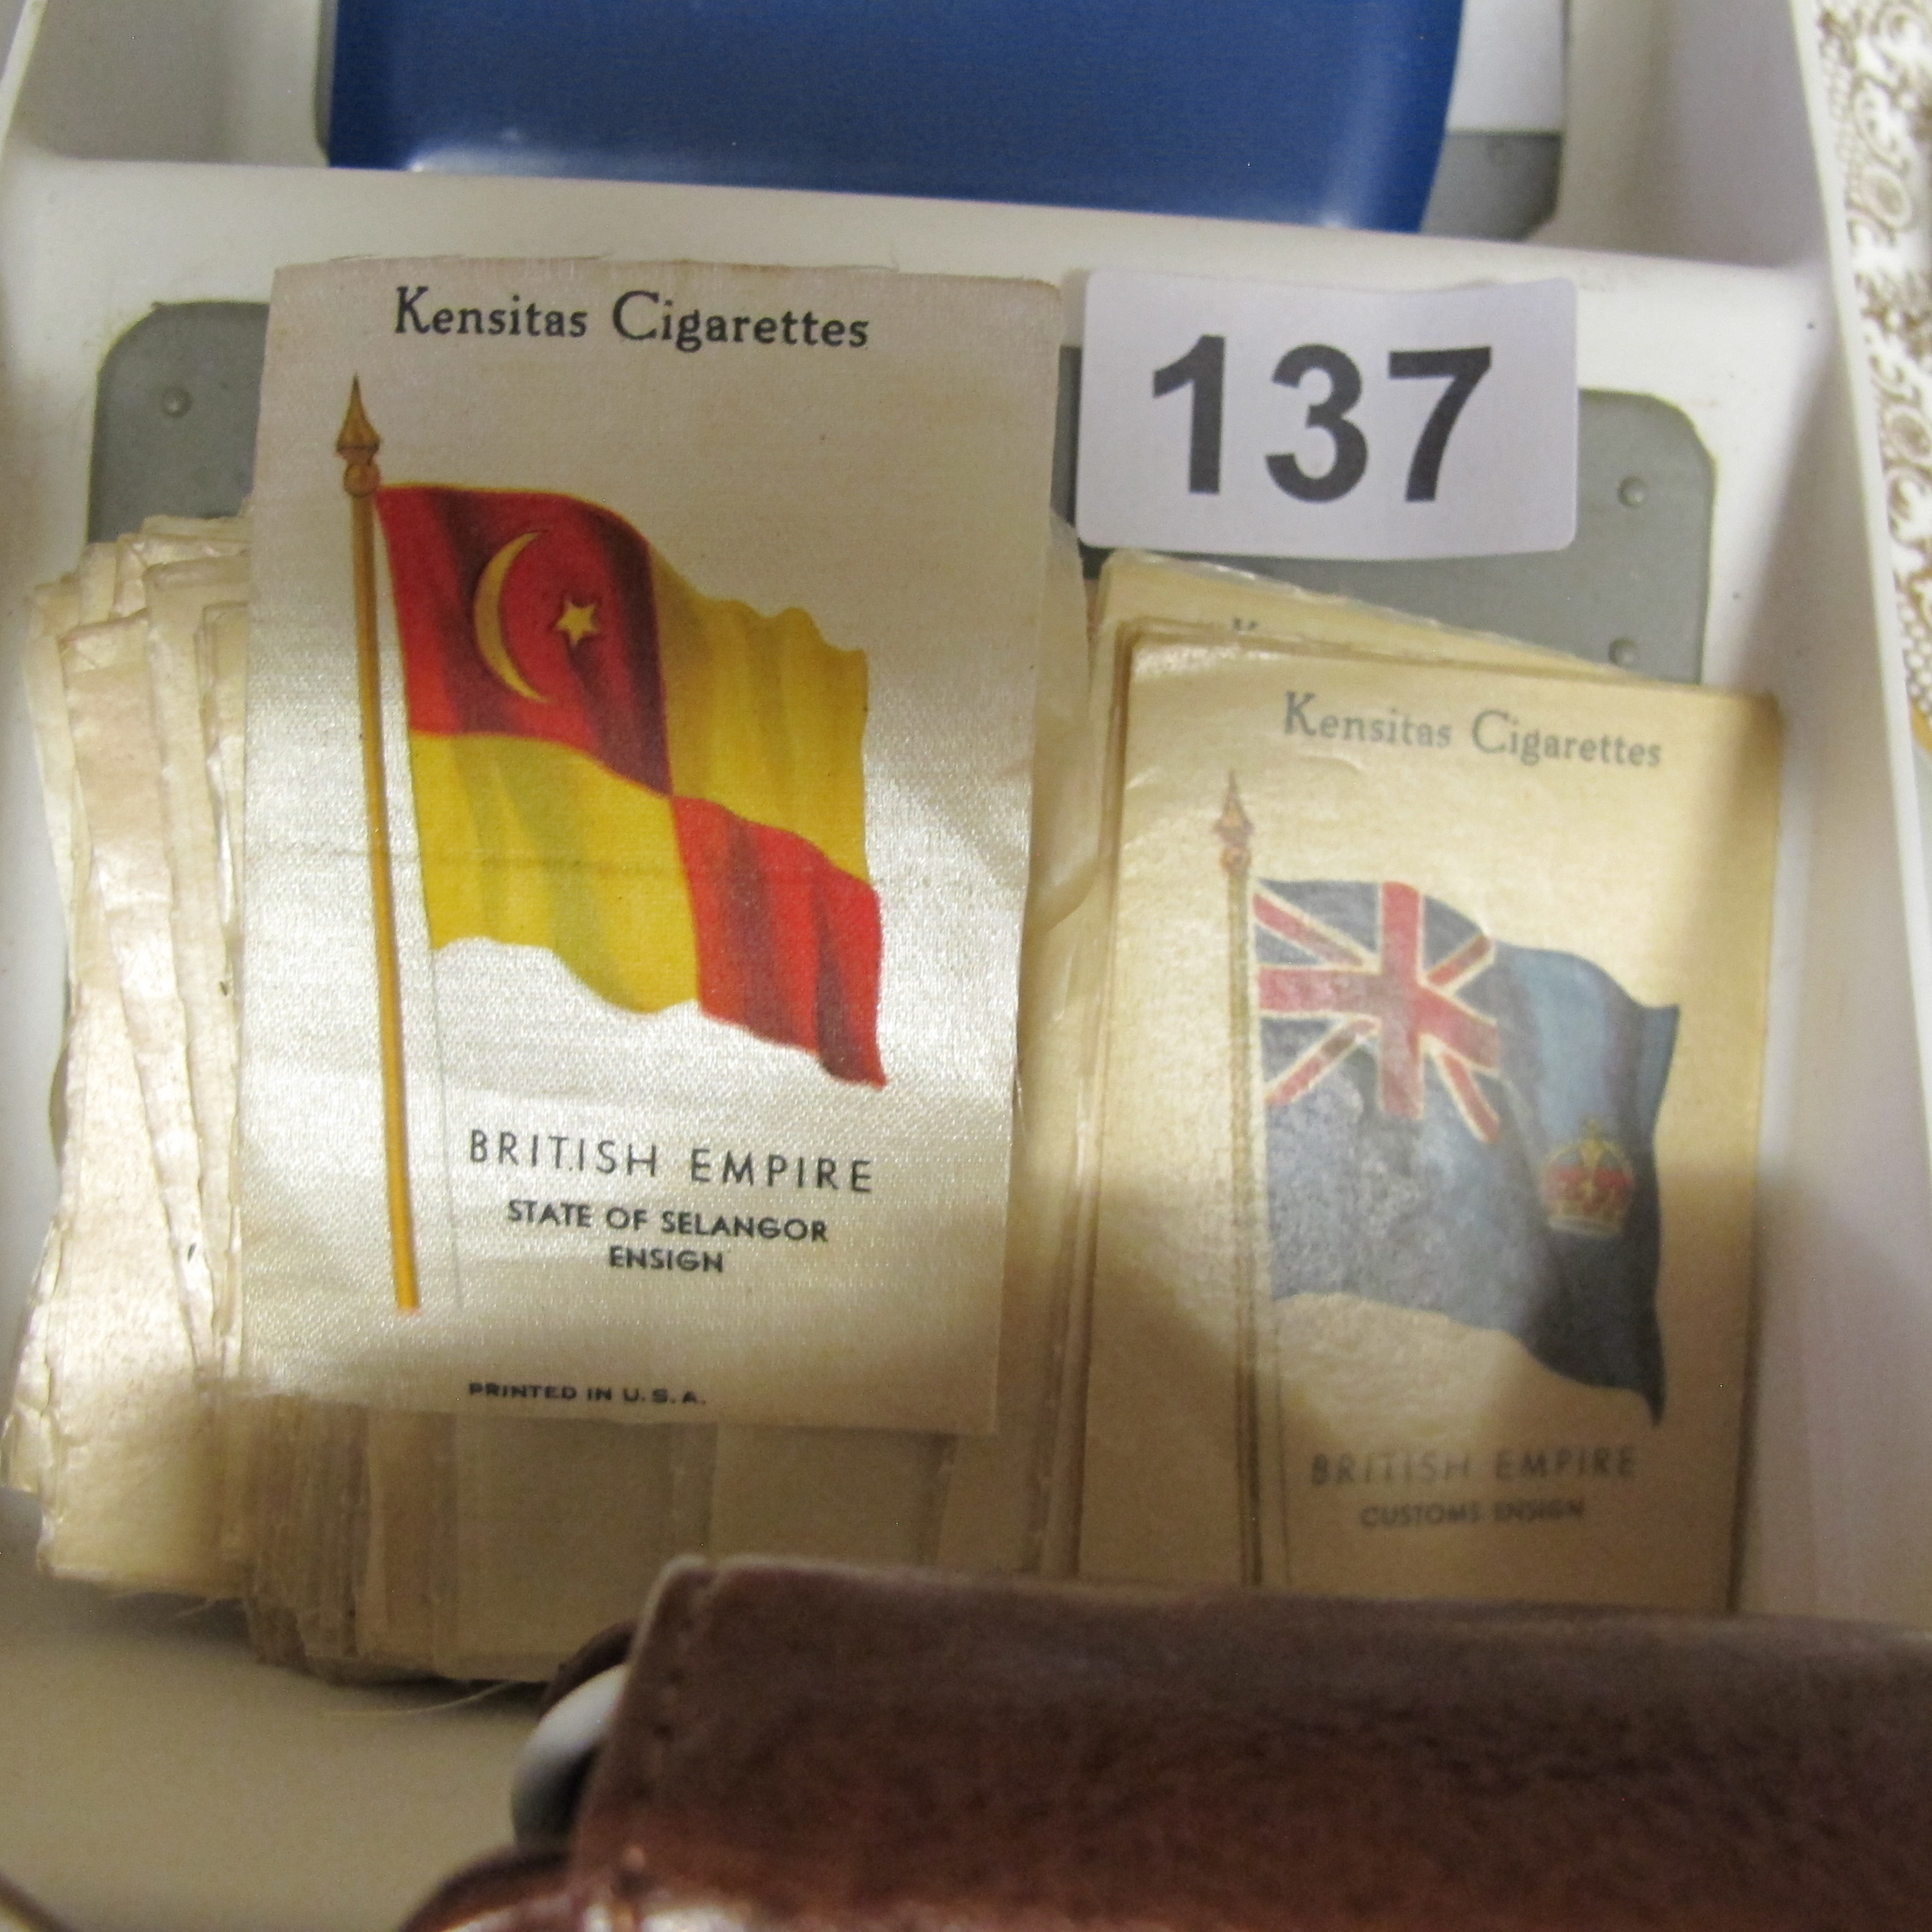 Kensitas Cigarettes
BRITISH EMPIRE
STATE OF SELANGOR
ENSIGN
PRINTED IN U.S.A.
137
Kensitas Cigarettes
BRITISH EMPIRE
CUSTOMS ENSIGN